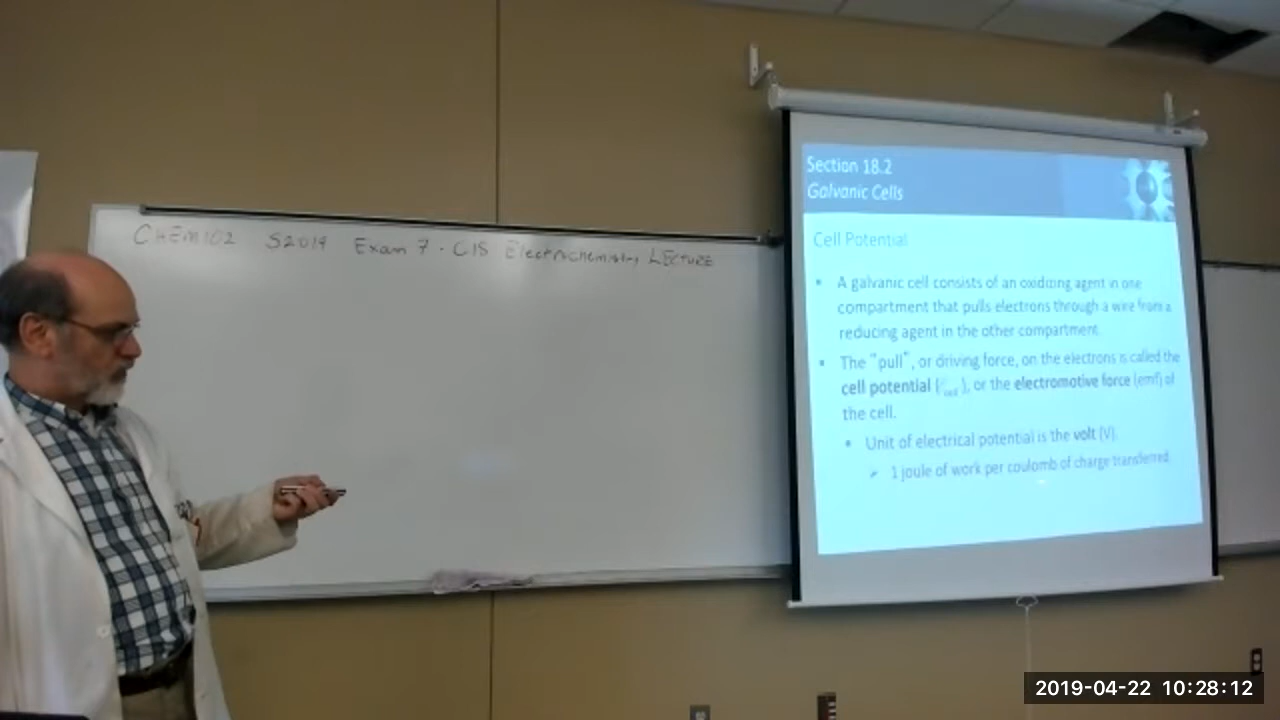 CHEM102 S2019 Exam 7 - C18 Electrochemistry LECTURE
Section 18.2
Galvanic Cells
Cell Potential
• A galvanic cell consists of an oxidizing agent in one
compartment that pulls electrons through a wire from a
reducing agent in the other compartment.
• The "pull", or driving force, on the electrons is called the
cell potential ( cell ), or the electromotive force (emf) of
the cell.
• Unit of electrical potential is the volt (V).
➢ 1 joule of work per coulomb of charge transferred.
2019-04-22 10:28:12